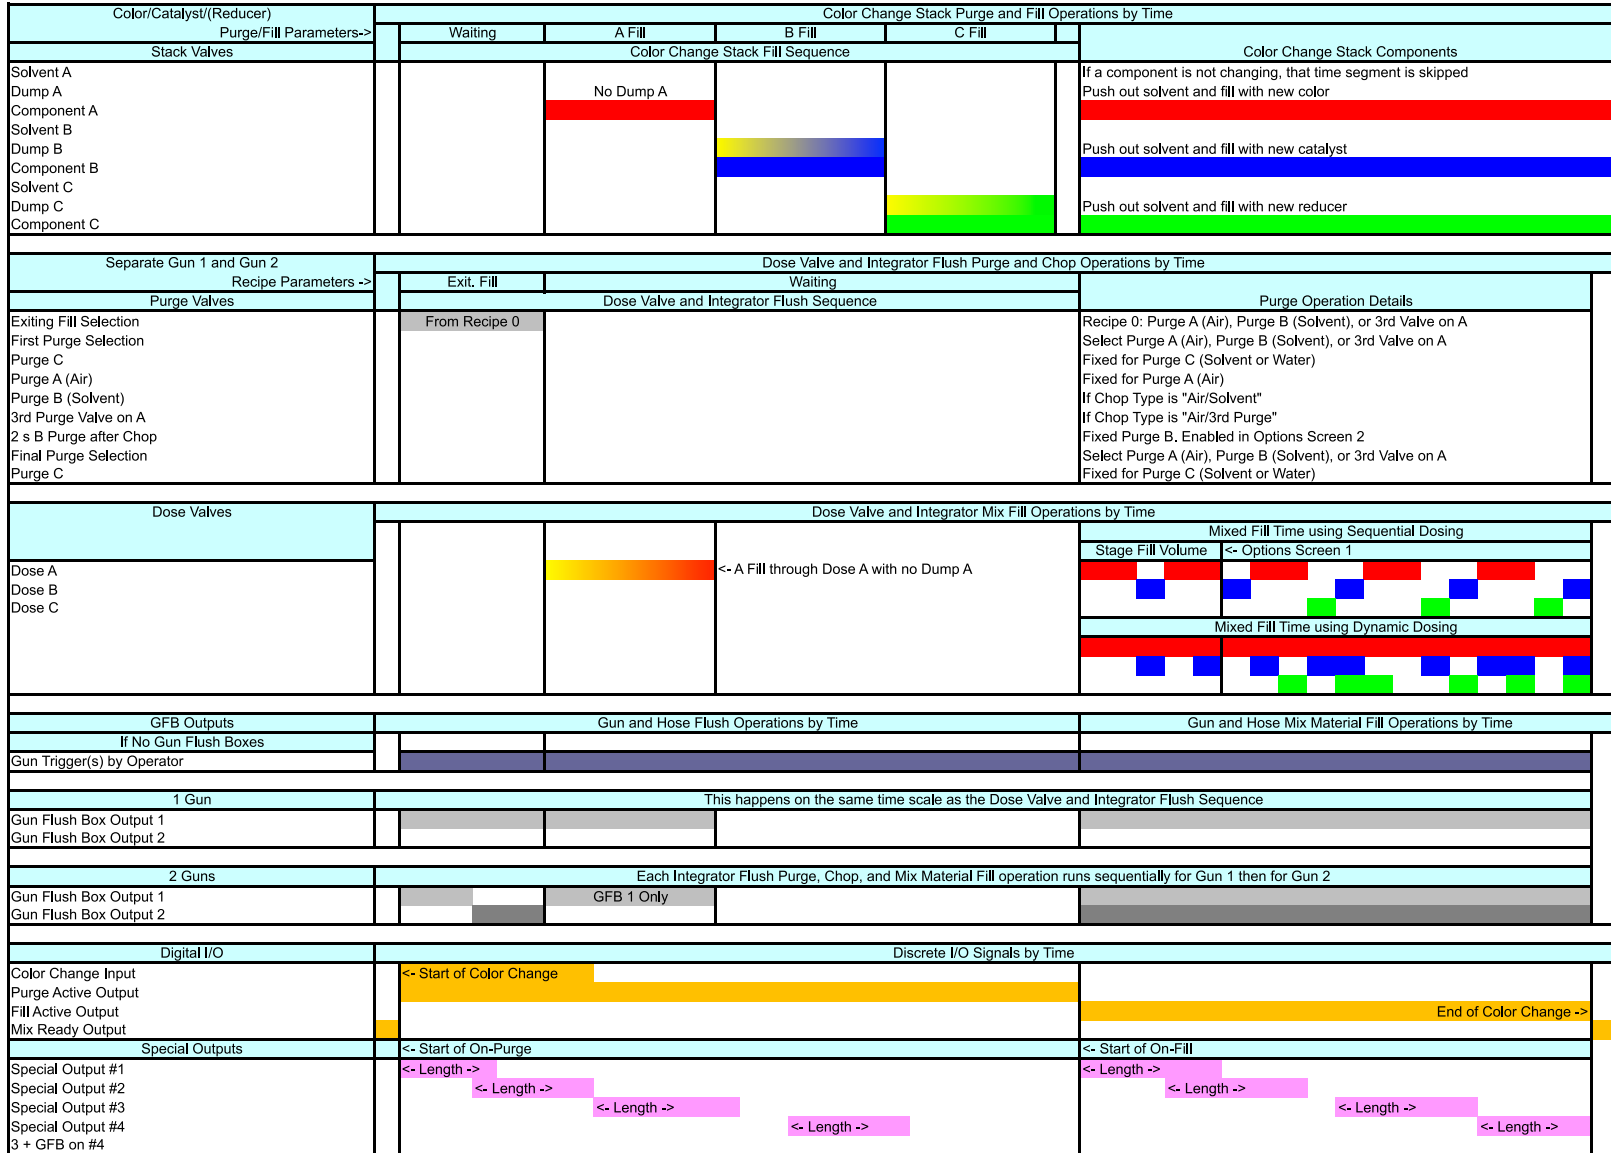 Color/Catalyst/(Reducer)
Color Change Stack Purge and Fill Operations by Time
Purge/Fill Parameters->
Waiting
A Fill
B Fill
C Fill
Stack Valves
Color Change Stack Fill Sequence
Color Change Stack Components
Solvent A
If a component is not changing, that time segment is skipped
Dump A
No Dump A
Push out solvent and fill with new color
Component A
Solvent B
Dump B
Push out solvent and fill with new catalyst
Component B
Solvent C
Dump C
Push out solvent and fill with new reducer
Component C
Separate Gun 1 and Gun 2
Dose Valve and Integrator Flush Purge and Chop Operations by Time
Recipe Parameters ->
Exit. Fill
Waiting
Purge Valves
Dose Valve and Integrator Flush Sequence
Purge Operation Details
Exiting Fill Selection
From Recipe 0
Recipe 0: Purge A (Air), Purge B (Solvent), or 3rd Valve on A
First Purge Selection
Select Purge A (Air), Purge B (Solvent), or 3rd Valve on A
Purge C
Fixed for Purge C (Solvent or Water)
Purge A (Air)
Fixed for Purge A (Air)
Purge B (Solvent)
If Chop Type is "Air/Solvent"
3rd Purge Valve on A
If Chop Type is "Air/3rd Purge"
2 s B Purge after Chop
Fixed Purge B. Enabled in Options Screen 2
Final Purge Selection
Select Purge A (Air), Purge B (Solvent), or 3rd Valve on A
Purge C
Fixed for Purge C (Solvent or Water)
Dose Valves
Dose Valve and Integrator Mix Fill Operations by Time
Mixed Fill Time using Sequential Dosing
Stage Fill Volume
<- Options Screen 1
Dose A
<- A Fill through Dose A with no Dump A
Dose B
Dose C
Mixed Fill Time using Dynamic Dosing
GFB Outputs
Gun and Hose Flush Operations by Time
Gun and Hose Mix Material Fill Operations by Time
If No Gun Flush Boxes
Gun Trigger(s) by Operator
1 Gun
This happens on the same time scale as the Dose Valve and Integrator Flush Sequence
Gun Flush Box Output 1
Gun Flush Box Output 2
2 Guns
Each Integrator Flush Purge, Chop, and Mix Material Fill operation runs sequentially for Gun 1 then for Gun 2
Gun Flush Box Output 1
GFB 1 Only
Gun Flush Box Output 2
Digital I/O
Discrete I/O Signals by Time
Color Change Input
<- Start of Color Change
Purge Active Output
Fill Active Output
End of Color Change ->
Mix Ready Output
Special Outputs
<- Start of On-Purge
<- Start of On-Fill
Special Output #1
<- Length ->
<- Length ->
Special Output #2
<- Length ->
<- Length ->
Special Output #3
<- Length ->
<- Length ->
Special Output #4
<- Length ->
<- Length ->
3 + GFB on #4